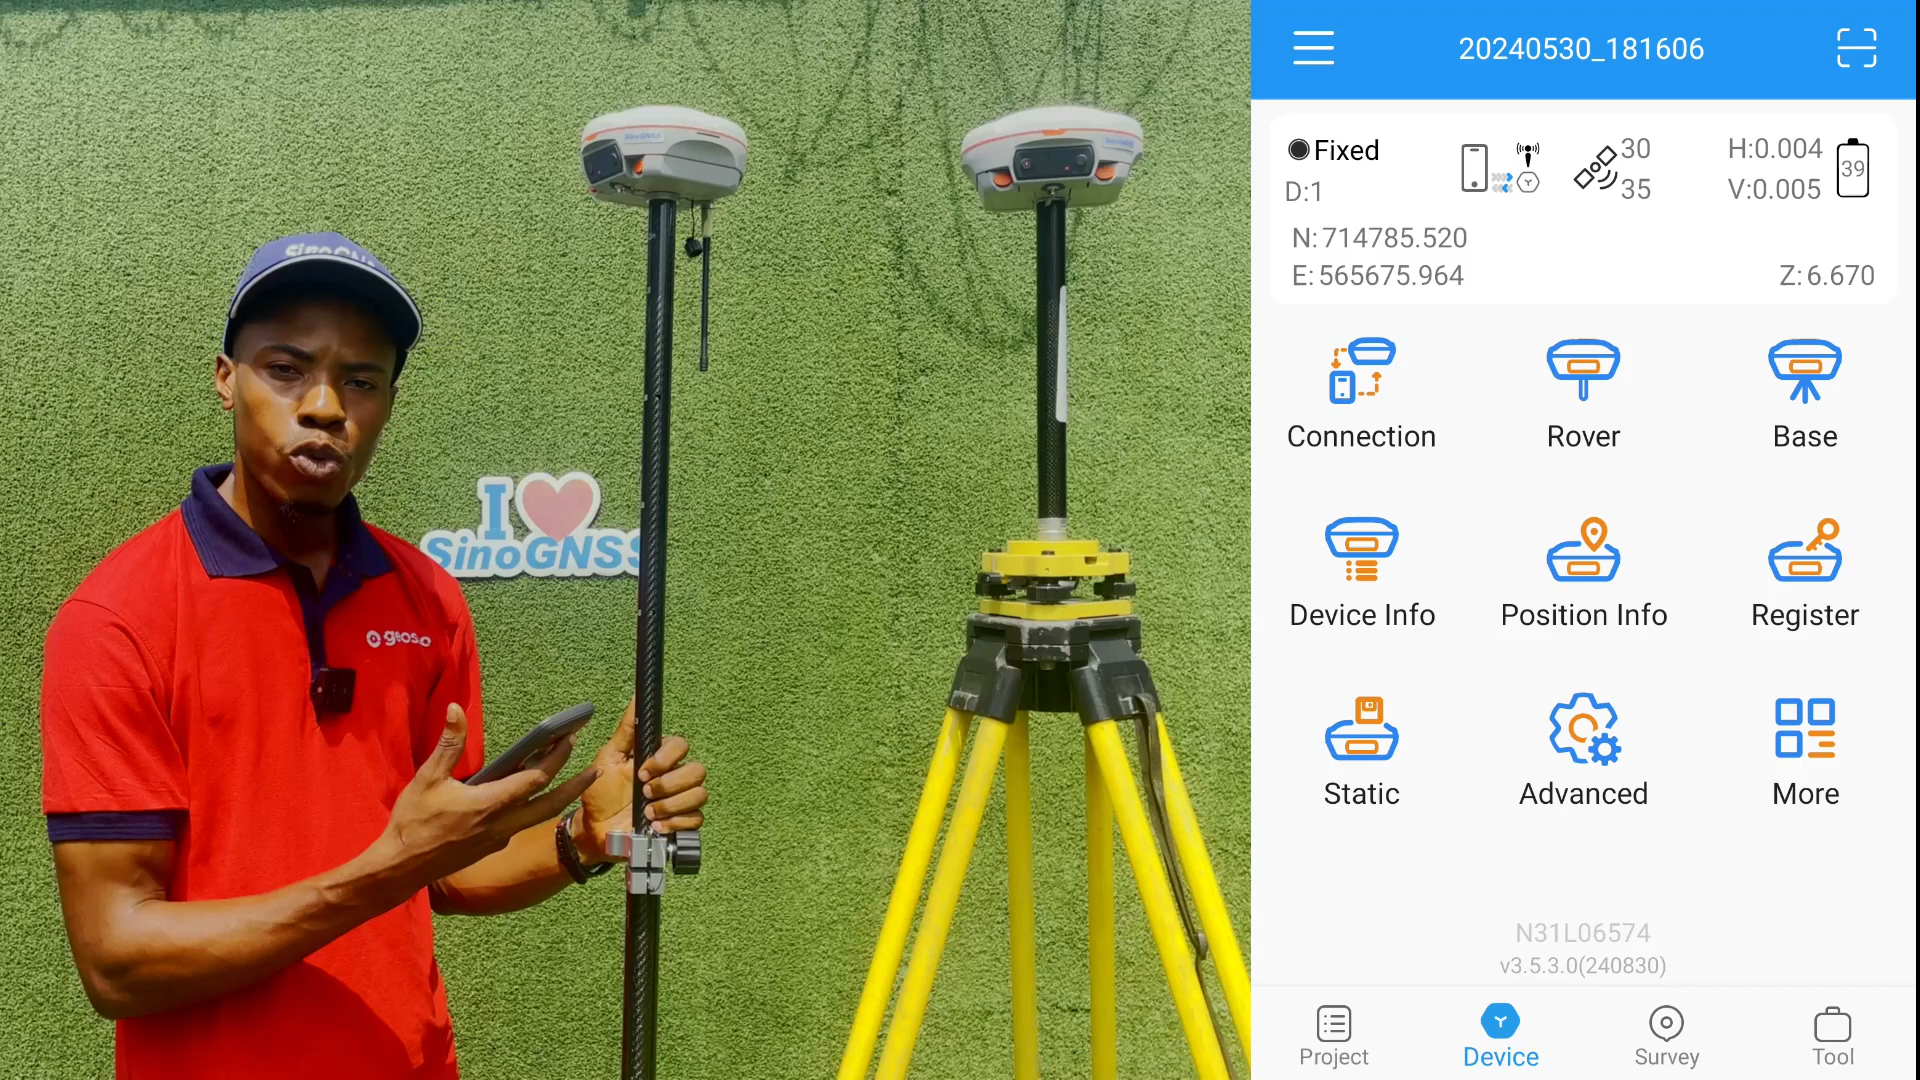 SinoGNSS
SinoGNSS
I
SinoGNSS
20240530_181606
Fixed
D:1
30
35
H:0.004
V:0.005
39
N:714785.520
E:565675.964
Z:6.670
Connection
Rover
Base
Device Info
Position Info
Register
Static
Advanced
More
N31L06574
v3.5.3.0(240830)
Project
Device
Survey
Tool